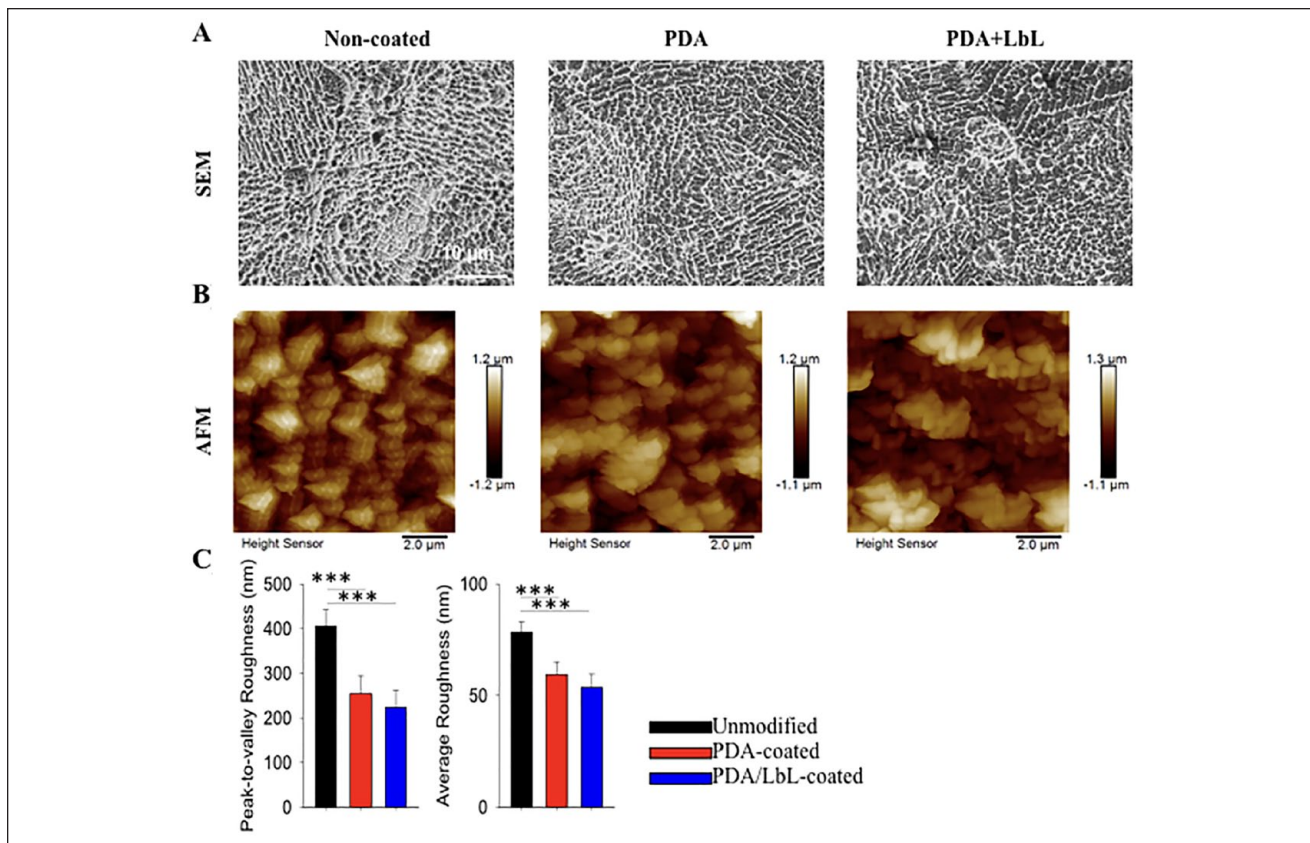 A
Non-coated PDA PDA+LbL
SEM
10 µm
B
AFM
1.2 µm
-1.2 µm
1.2 µm
-1.1 µm
1.3 µm
-1.1 µm
Height Sensor 2.0 µm
Height Sensor 2.0 µm
Height Sensor 2.0 µm
C
Peak-to-valley Roughness (nm)
500
400
300
200
100
0
***
***
Average Roughness (nm)
100
50
0
***
***
Unmodified
PDA-coated
PDA/LbL-coated